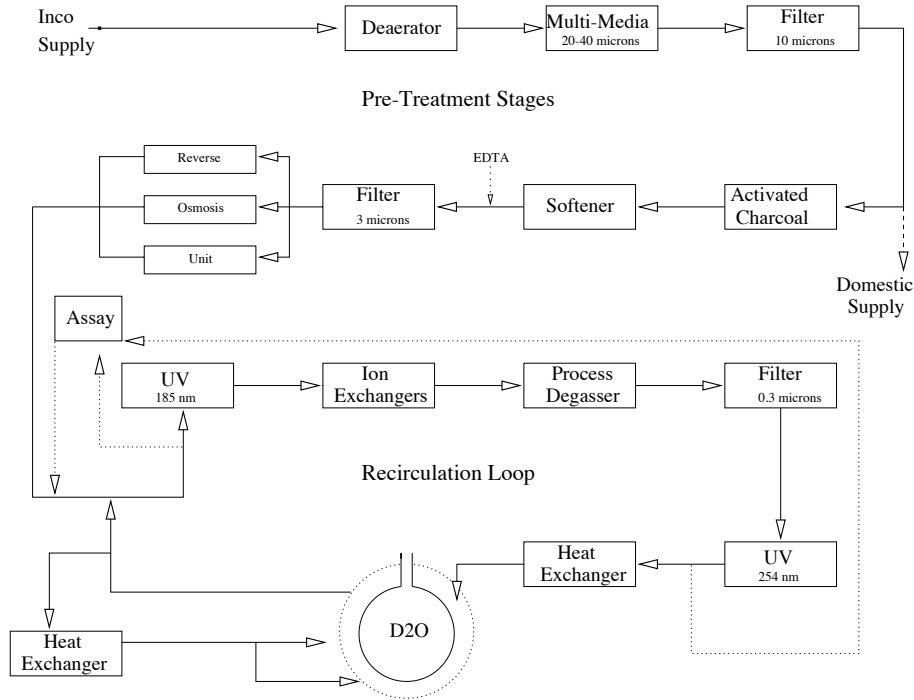 Inco
Supply
Deaerator
Multi-Media
20-40 microns
Filter
10 microns
Pre-Treatment Stages
Reverse
Osmosis
Unit
Filter
3 microns
EDTA
Softener
Activated
Charcoal
Domestic
Supply
Assay
UV
185 nm
Ion
Exchangers
Process
Degasser
Filter
0.3 microns
Recirculation Loop
Heat
Exchanger
UV
254 nm
D2O
Heat
Exchanger